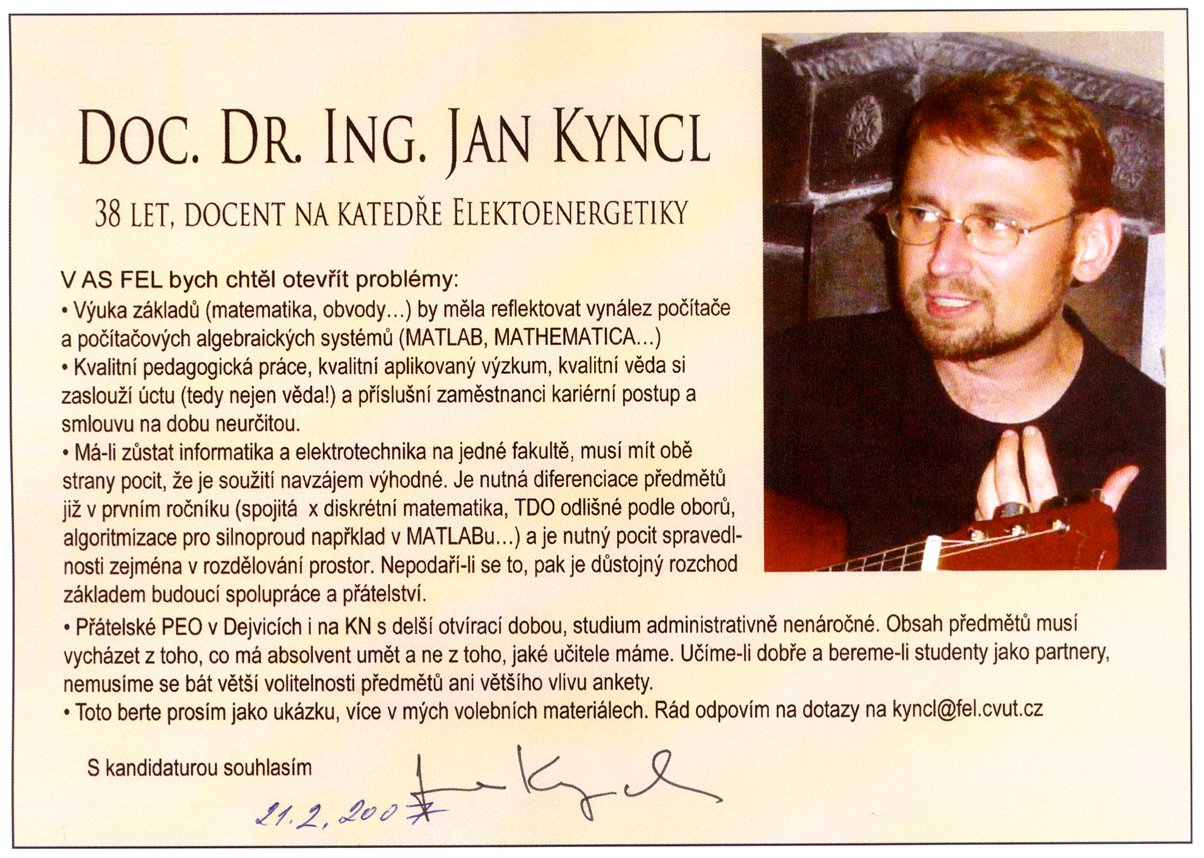 Doc. Dr. Ing. Jan Kyncl
38 let, docent na katedře Elektoenergetiky
V AS FEL bych chtěl otevřít problémy:
• Výuka základů (matematika, obvody…) by měla reflektovat vynález počítače
a počítačových algebraických systémů (MATLAB, MATHEMATICA…)
• Kvalitní pedagogická práce, kvalitní aplikovaný výzkum, kvalitní věda si
zaslouží úctu (tedy nejen věda!) a příslušní zaměstnanci kariérní postup a
smlouvu na dobu neurčitou.
• Má-li zůstat informatika a elektrotechnika na jedné fakultě, musí mít obě
strany pocit, že je soužití navzájem výhodné. Je nutná diferenciace předmětů
již v prvním ročníku (spojitá x diskrétní matematika, TDO odlišné podle oborů,
algoritmizace pro silnoproud napřklad v MATLABu…) a je nutný pocit spravedl-
nosti zejména v rozdělování prostor. Nepodaří-li se to, pak je důstojný rozchod
základem budoucí spolupráce a přátelství.
• Přátelské PEO v Dejvicích i na KN s delší otvírací dobou, studium administrativně nenáročné. Obsah předmětů musí
vycházet z toho, co má absolvent umět a ne z toho, jaké učitele máme. Učíme-li dobře a bereme-li studenty jako partnery,
nemusíme se bát větší volitelnosti předmětů ani většího vlivu ankety.
• Toto berte prosím jako ukázku, více v mých volebních materiálech. Rád odpovím na dotazy na kyncl@fel.cvut.cz
S kandidaturou souhlasím
21.2.2007 Jan Kyncl